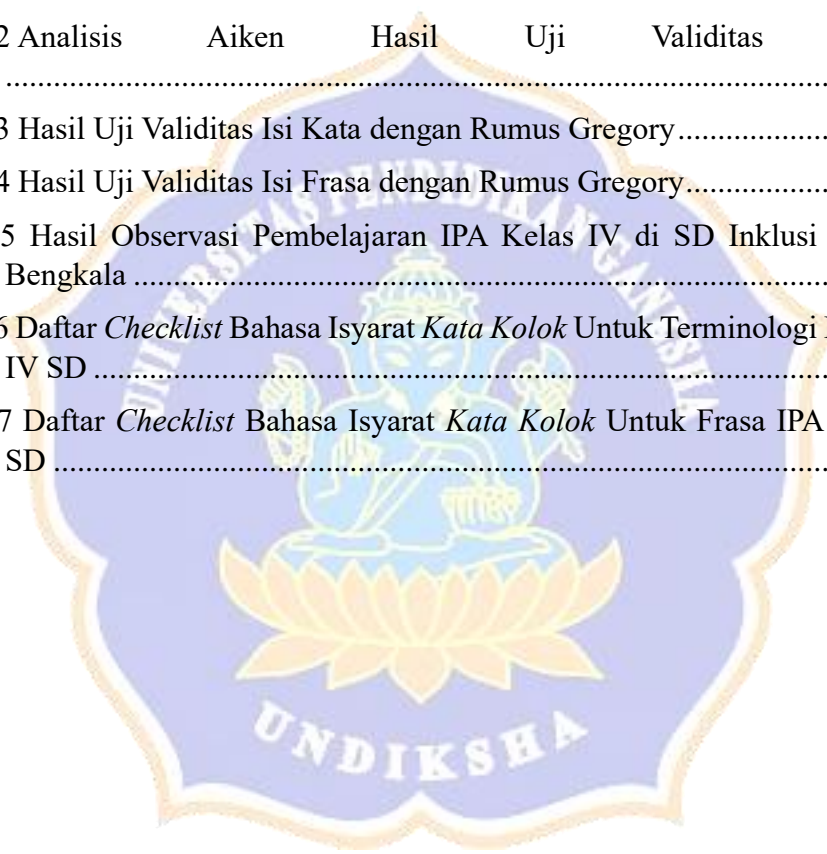 2 Analisis Aiken Hasil Uji Validitas
....................................................................................................
3 Hasil Uji Validitas Isi Kata dengan Rumus Gregory....................
4 Hasil Uji Validitas Isi Frasa dengan Rumus Gregory...................
5 Hasil Observasi Pembelajaran IPA Kelas IV di SD Inklusi
Bengkala ..................................................................................
6 Daftar Checklist Bahasa Isyarat Kata Kolok Untuk Terminologi
IV SD ........................................................................................
7 Daftar Checklist Bahasa Isyarat Kata Kolok Untuk Frasa IPA
SD ..............................................................................................
UNIVERSITAS PENDIDIKAN GANESHA
UNDIKSHA